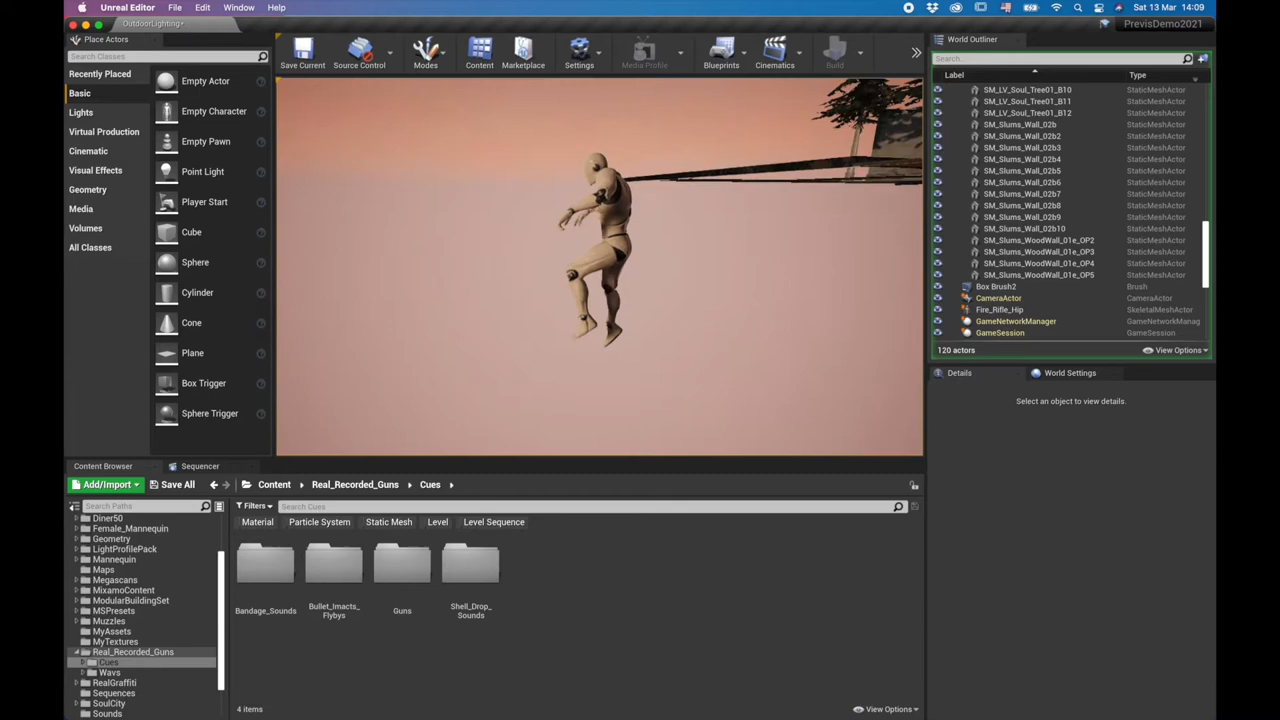 Unreal Editor File Edit Window Help Sat 13 Mar 14:09
OutdoorLighting* PrevisDemo2021
Place Actors
Search Classes
Recently Placed
Basic
Lights
Virtual Production
Cinematic
Visual Effects
Geometry
Media
Volumes
All Classes
Empty Actor
Empty Character
Empty Pawn
Point Light
Player Start
Cube
Sphere
Cylinder
Cone
Plane
Box Trigger
Sphere Trigger
Save Current Source Control Modes Content Marketplace Settings Media Profile Blueprints Cinematics Build
World Outliner
Search...
Label Type
SM_LV_Soul_Tree01_B10 StaticMeshActor
SM_LV_Soul_Tree01_B11 StaticMeshActor
SM_LV_Soul_Tree01_B12 StaticMeshActor
SM_Slums_Wall_02b StaticMeshActor
SM_Slums_Wall_02b2 StaticMeshActor
SM_Slums_Wall_02b3 StaticMeshActor
SM_Slums_Wall_02b4 StaticMeshActor
SM_Slums_Wall_02b5 StaticMeshActor
SM_Slums_Wall_02b6 StaticMeshActor
SM_Slums_Wall_02b7 StaticMeshActor
SM_Slums_Wall_02b8 StaticMeshActor
SM_Slums_Wall_02b9 StaticMeshActor
SM_Slums_Wall_02b10 StaticMeshActor
SM_Slums_WoodWall_01e_OP2 StaticMeshActor
SM_Slums_WoodWall_01e_OP3 StaticMeshActor
SM_Slums_WoodWall_01e_OP4 StaticMeshActor
SM_Slums_WoodWall_01e_OP5 StaticMeshActor
Box Brush2 Brush
CameraActor CameraActor
Fire_Rifle_Hip SkeletalMeshActor
GameNetworkManager GameNetworkManag
GameSession GameSession
120 actors View Options
Details World Settings
Select an object to view details.
Content Browser Sequencer
Add/Import Save All Content Real_Recorded_Guns Cues
Search Paths
Filters Search Cues
Material Particle System Static Mesh Level Level Sequence
Diner50
Female_Mannequin
Geometry
LightProfilePack
Mannequin
Maps
Megascans
MixamoContent
ModularBuildingSet
MSPresets
Muzzles
MyAssets
MyTextures
Real_Recorded_Guns
Cues
Wavs
RealGraffiti
Sequences
SoulCity
Sounds
Bandage_Sounds
Bullet_Imacts_
Flybys
Guns
Shell_Drop_
Sounds
4 items View Options